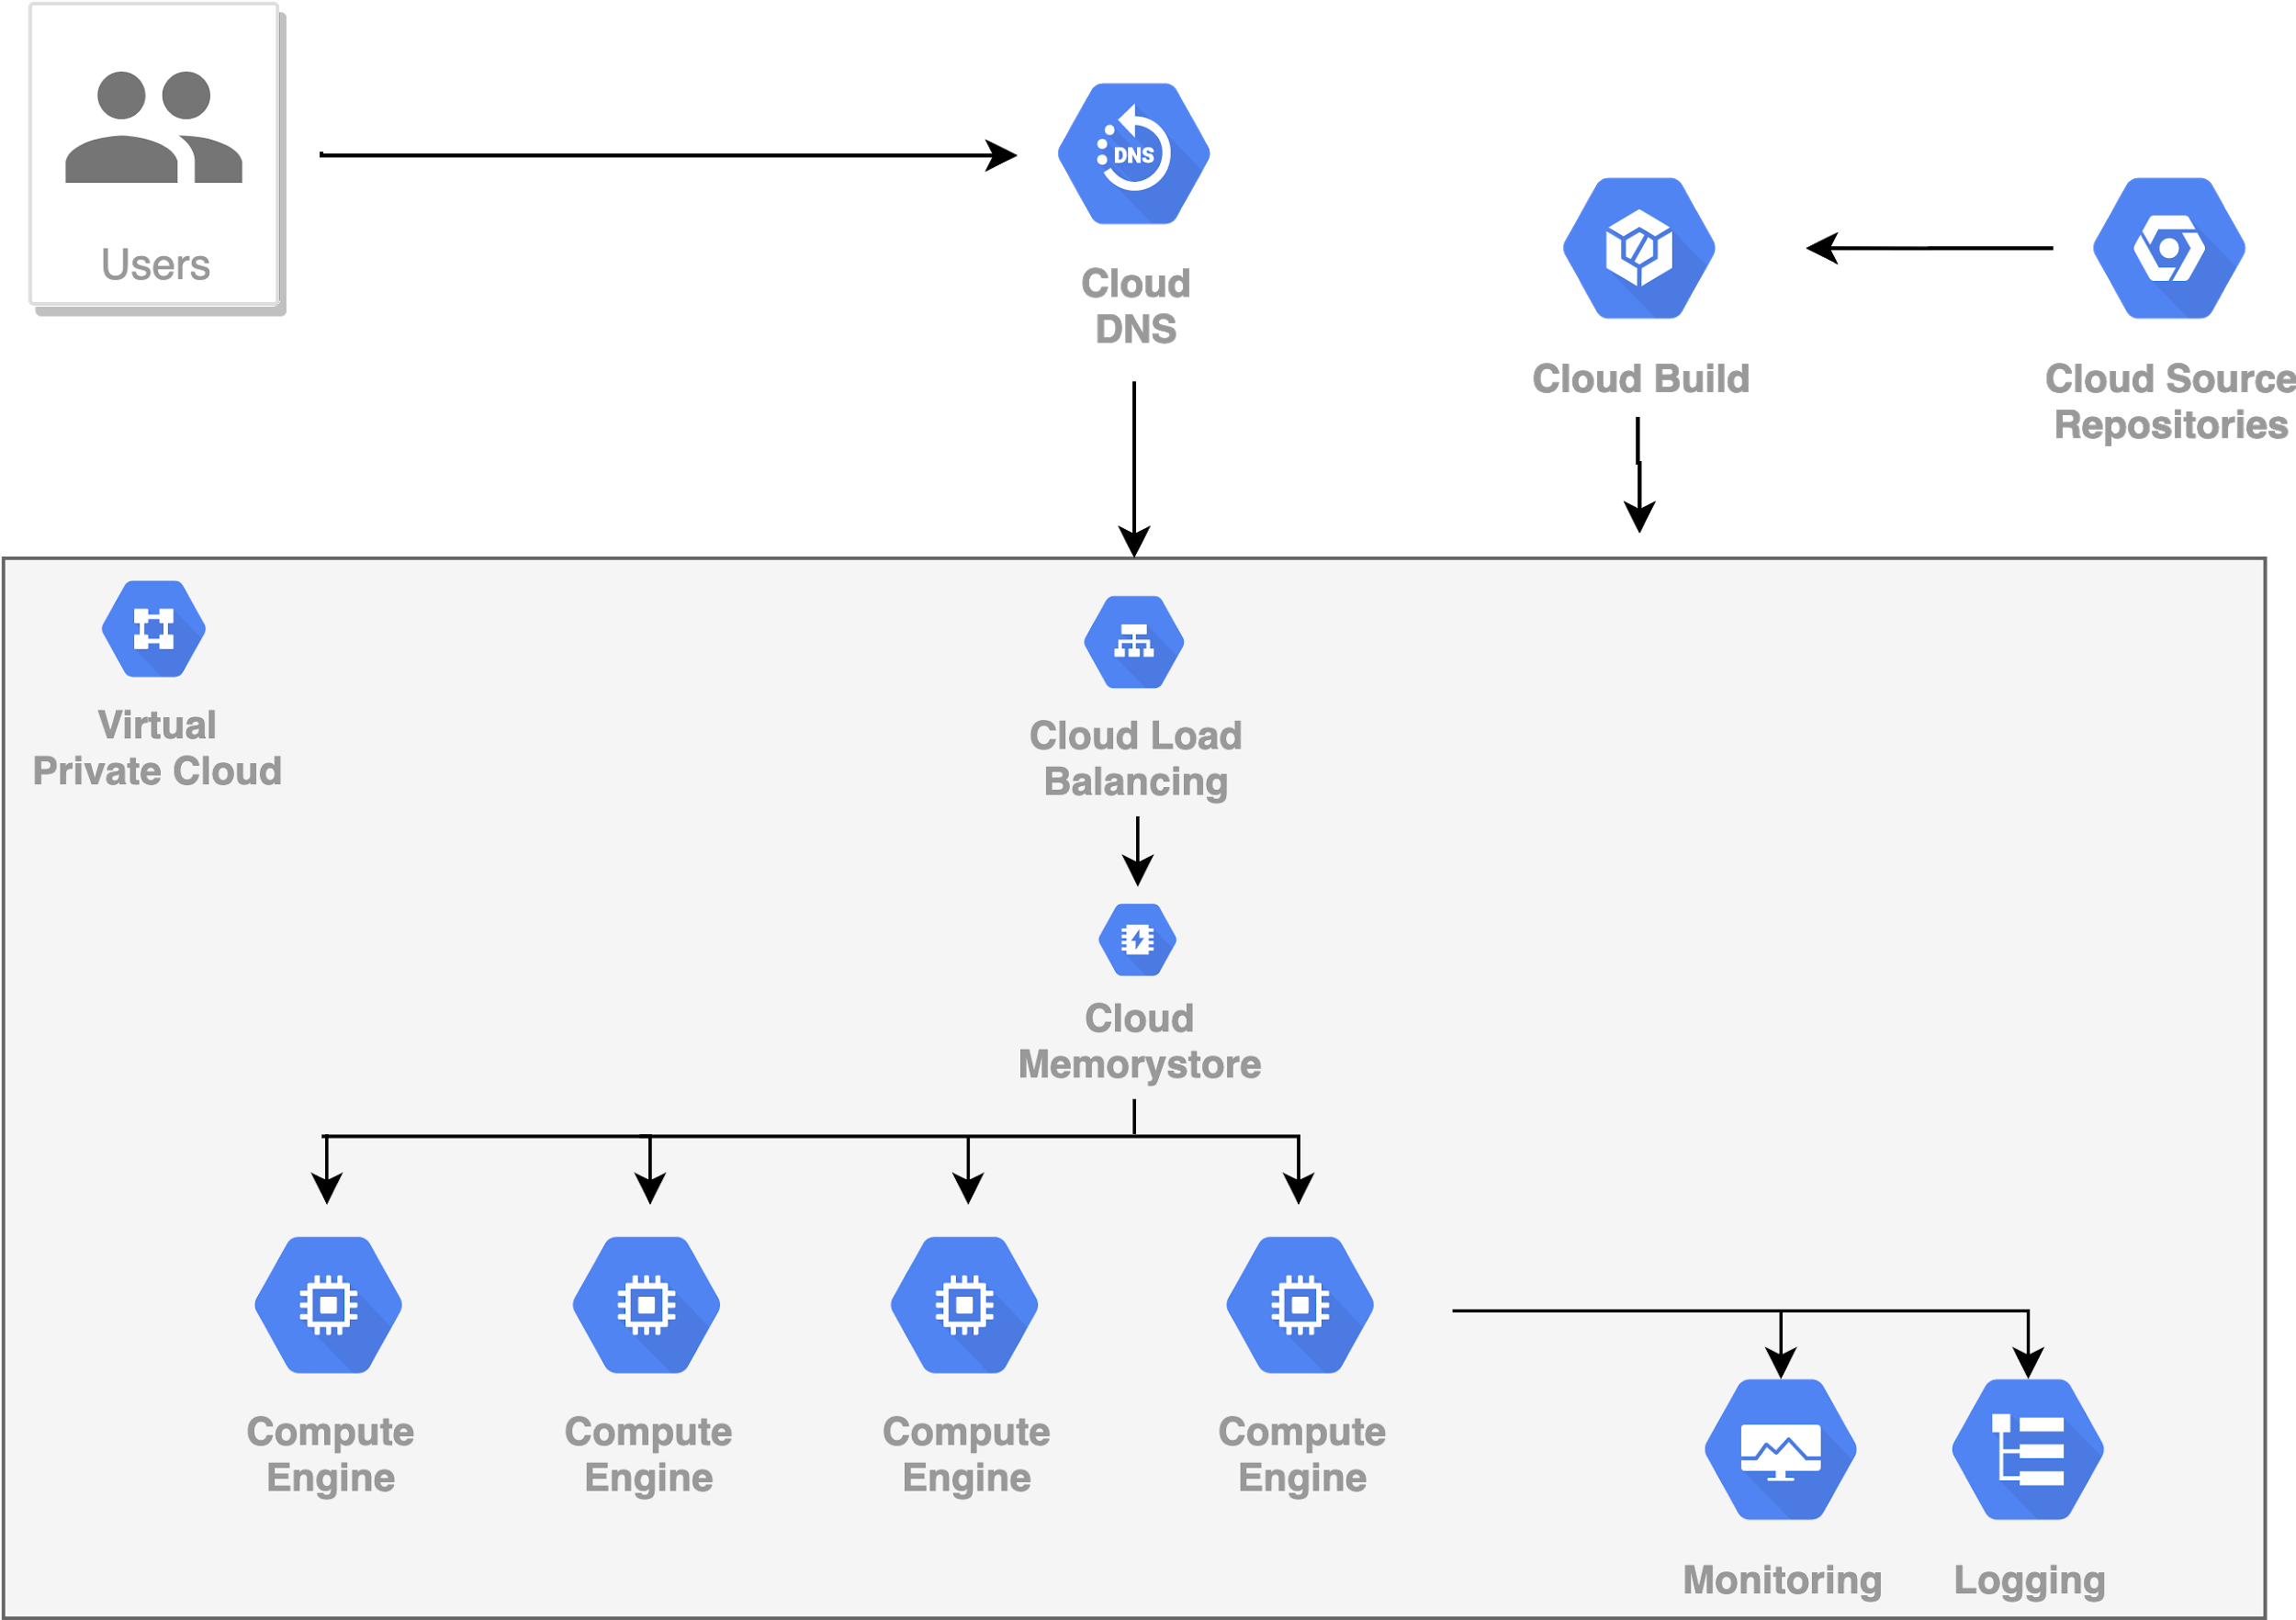 Users
DNS
Cloud
DNS
Cloud Build
Cloud Source
Repositories
Virtual
Private Cloud
Cloud Load
Balancing
Cloud
Memorystore
Compute
Engine
Compute
Engine
Compute
Engine
Compute
Engine
Monitoring
Logging